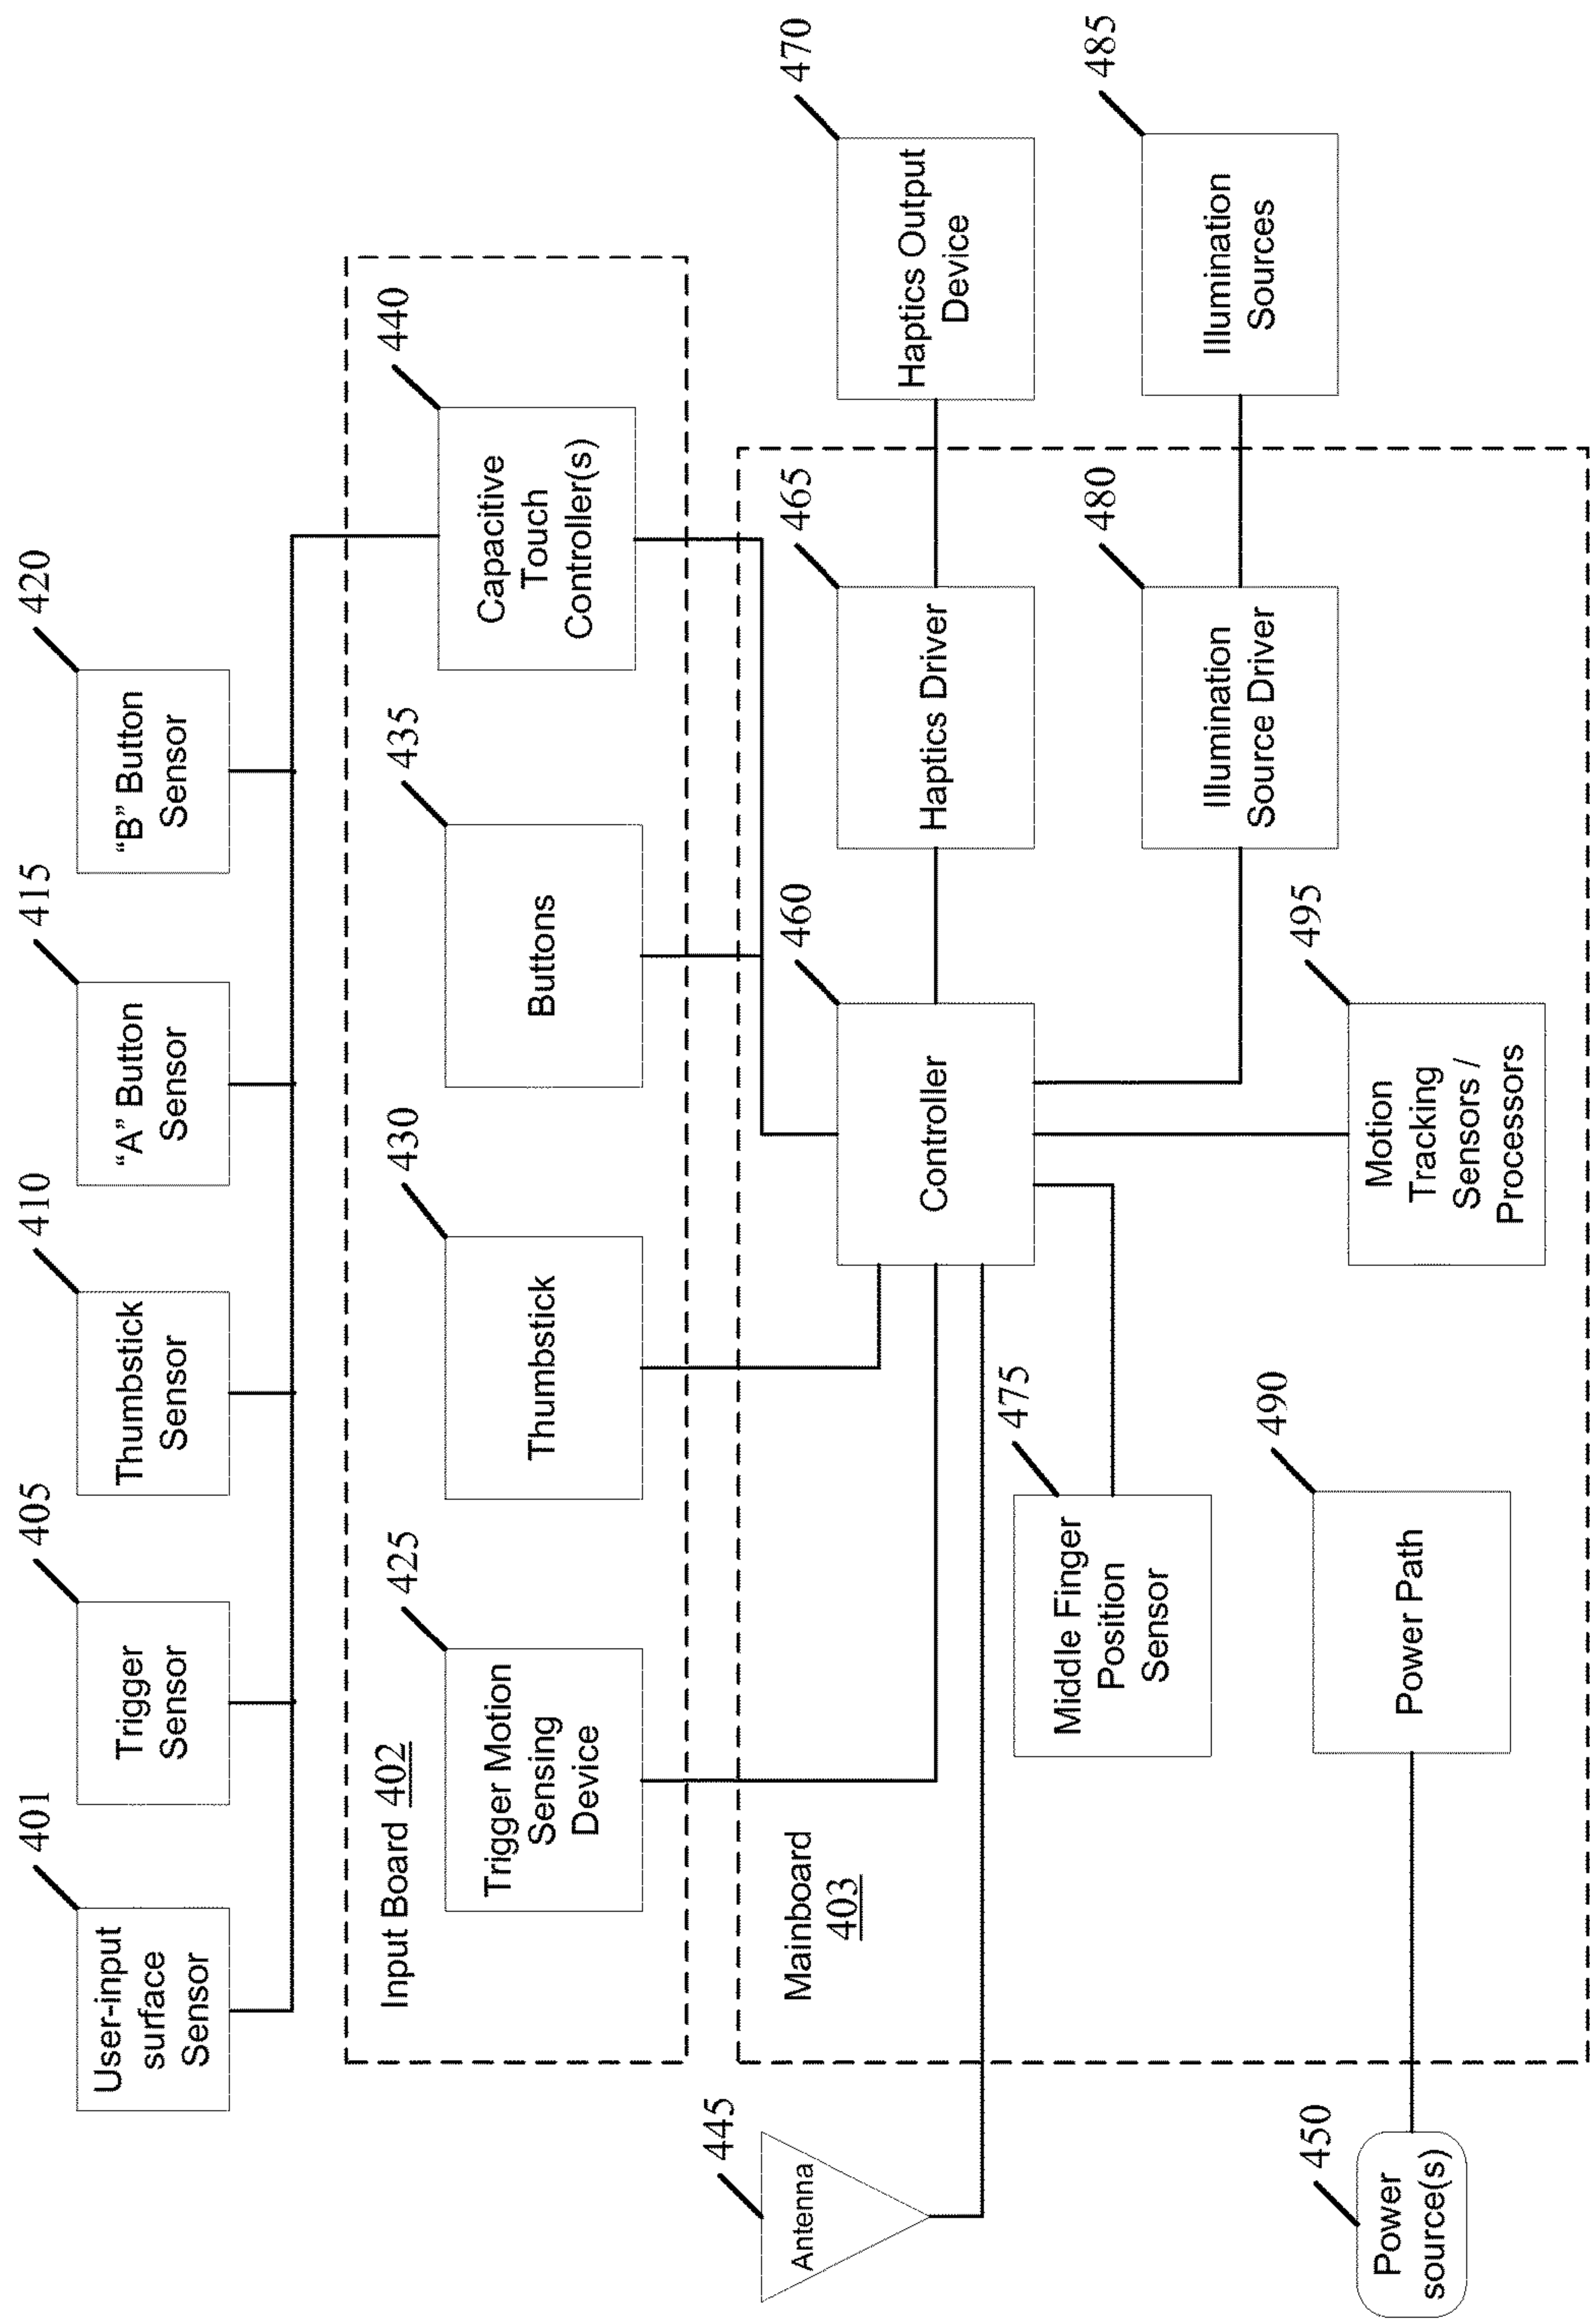 401
User-input
surface
Sensor
405
Trigger
Sensor
410
Thumbstick
Sensor
415
“A” Button
Sensor
420
“B” Button
Sensor
Input Board 402
425
Trigger Motion
Sensing
Device
430
Thumbstick
435
Buttons
440
Capacitive
Touch
Controller(s)
445
Antenna
Mainboard
403
460
Controller
465
Haptics Driver
470
Haptics Output
Device
475
Middle Finger
Position
Sensor
480
Illumination
Source Driver
485
Illumination
Sources
450
Power
source(s)
490
Power Path
495
Motion
Tracking
Sensors /
Processors